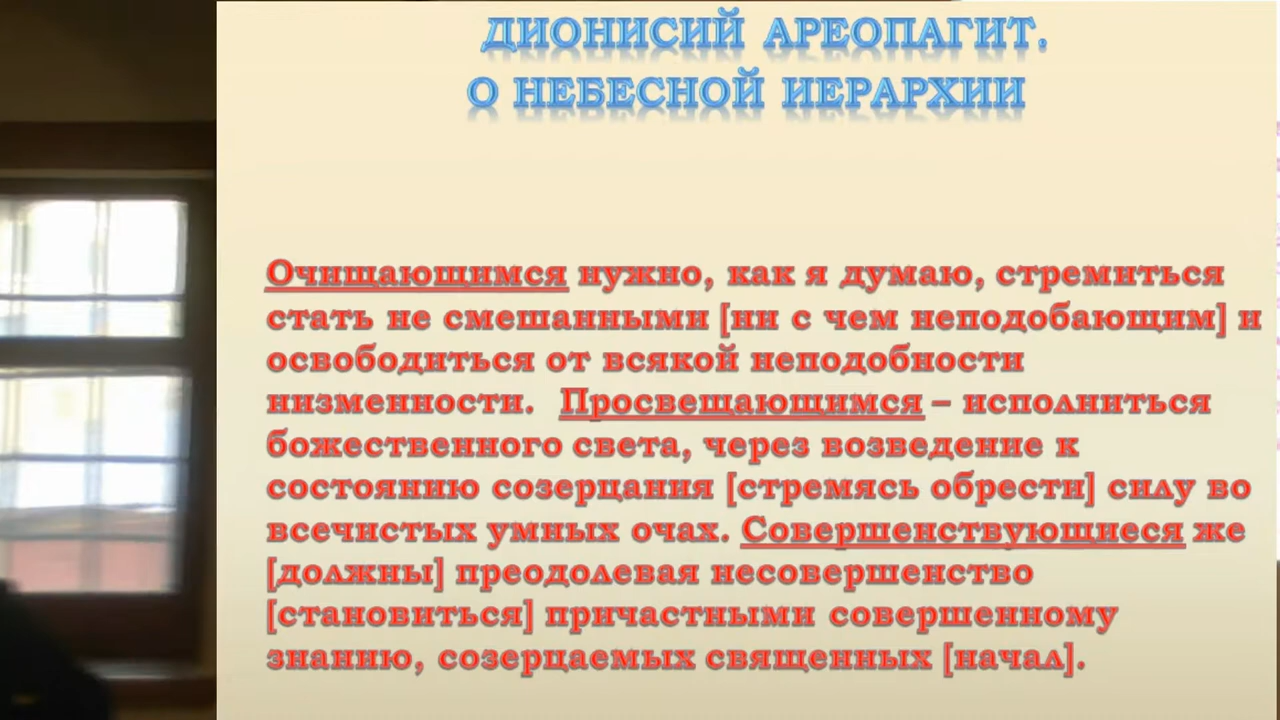 ДИОНИСИЙ АРЕОПАГИТ.
О НЕБЕСНОЙ ИЕРАРХИИ
Очищающимся нужно, как я думаю, стремиться
стать не смешанными [ни с чем неподобающим] и
освободиться от всякой неподобности
низменности. Просвещающимся – исполниться
божественного света, через возведение к
состоянию созерцания [стремясь обрести] силу во
всечистых умных очах. Совершенствующиеся же
[должны] преодолевая несовершенство
[становиться] причастными совершенному
знанию, созерцаемых священных [начал].